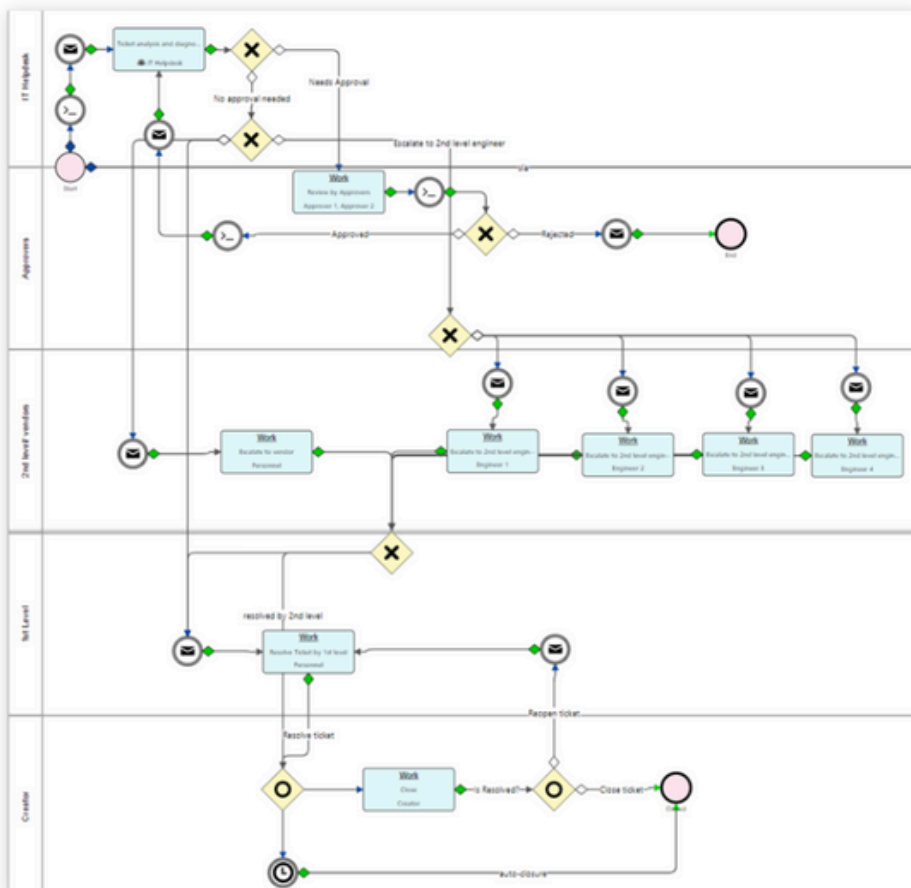 IT Helpdesk
Ticket analysis and diagno...
IT Helpdesk
Needs Approval
No approval needed
Escalate to 2nd level engineer
Start
Approvers
Work
Review by Approvers
Approver 1, Approver 2
Approved
Rejected
End
2nd level/ vendors
Work
Escalate to vendor
Personnel
Work
Escalate to 2nd level engin...
Engineer 1
Work
Escalate to 2nd level engin...
Engineer 2
Work
Escalate to 2nd level engin...
Engineer 3
Work
Escalate to 2nd level engin...
Engineer 4
1st Level
resolved by 2nd level
Work
Resolve Ticket by 1st level
Personnel
Reopen ticket
Resolve ticket
Creator
Work
Close
Creator
Is Resolved?
Close ticket
Closed
auto-closure